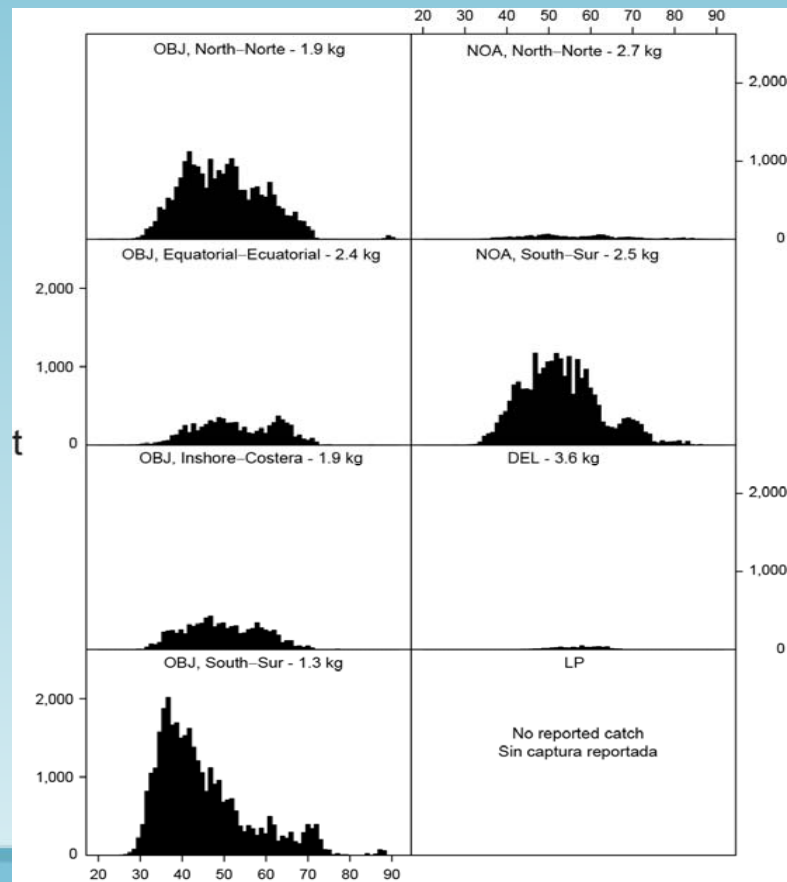 20 30 40 50 60 70 80 90
OBJ, North–Norte - 1.9 kg
NOA, North–Norte - 2.7 kg
2,000
1,000
0
OBJ, Equatorial–Ecuatorial - 2.4 kg
NOA, South–Sur - 2.5 kg
2,000
1,000
0
t
OBJ, Inshore–Costera - 1.9 kg
DEL - 3.6 kg
2,000
1,000
0
OBJ, South–Sur - 1.3 kg
LP
2,000
1,000
0
No reported catch
Sin captura reportada
20 30 40 50 60 70 80 90